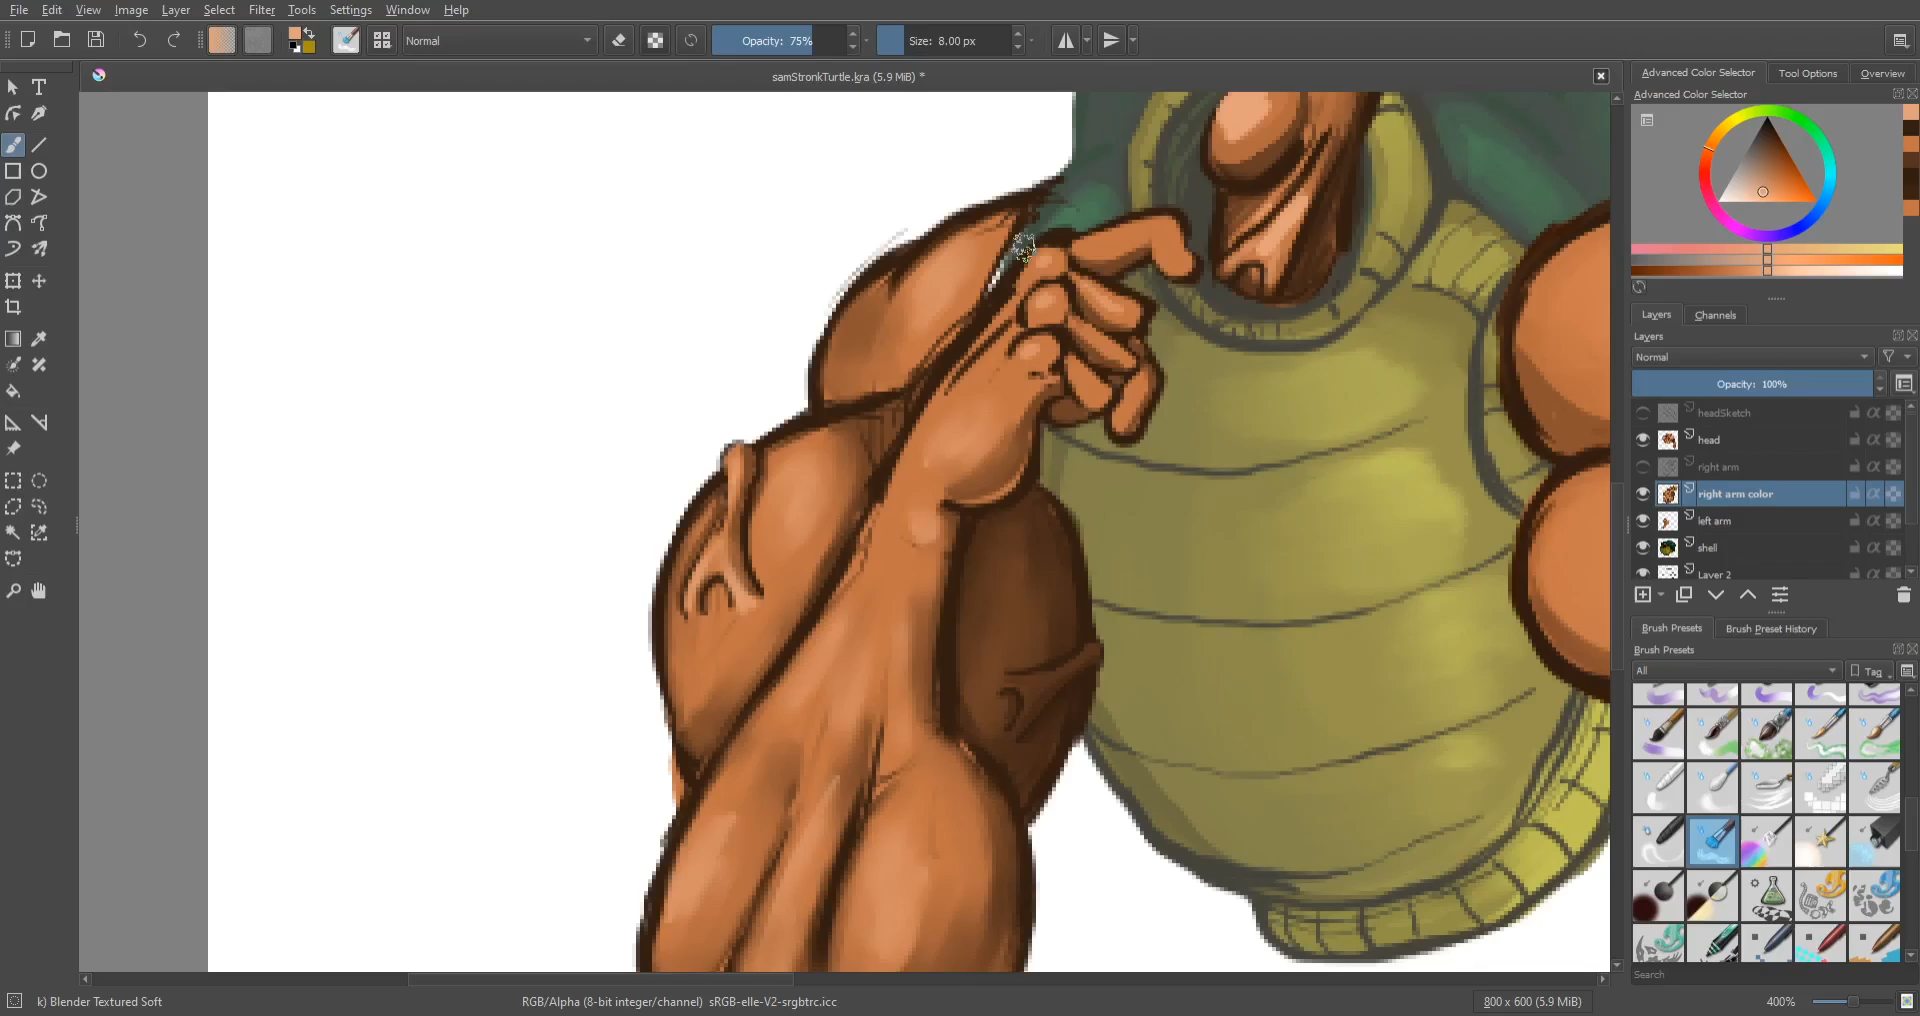 File Edit View Image Layer Select Filter Tools Settings Window Help
Normal
Opacity: 75%
Size: 8.00 px
samStronkTurtle.kra (5.9 MiB) *
Advanced Color Selector
Tool Options
Overview
Advanced Color Selector
Layers
Channels
Layers
Normal
Opacity: 100%
headSketch
head
right arm
right arm color
left arm
shell
Layer 2
Brush Presets
Brush Preset History
Brush Presets
All
Tag
Search
k) Blender Textured Soft
RGB/Alpha (8-bit integer/channel) sRGB-elle-V2-srgbtrc.icc
800 x 600 (5.9 MiB)
400%